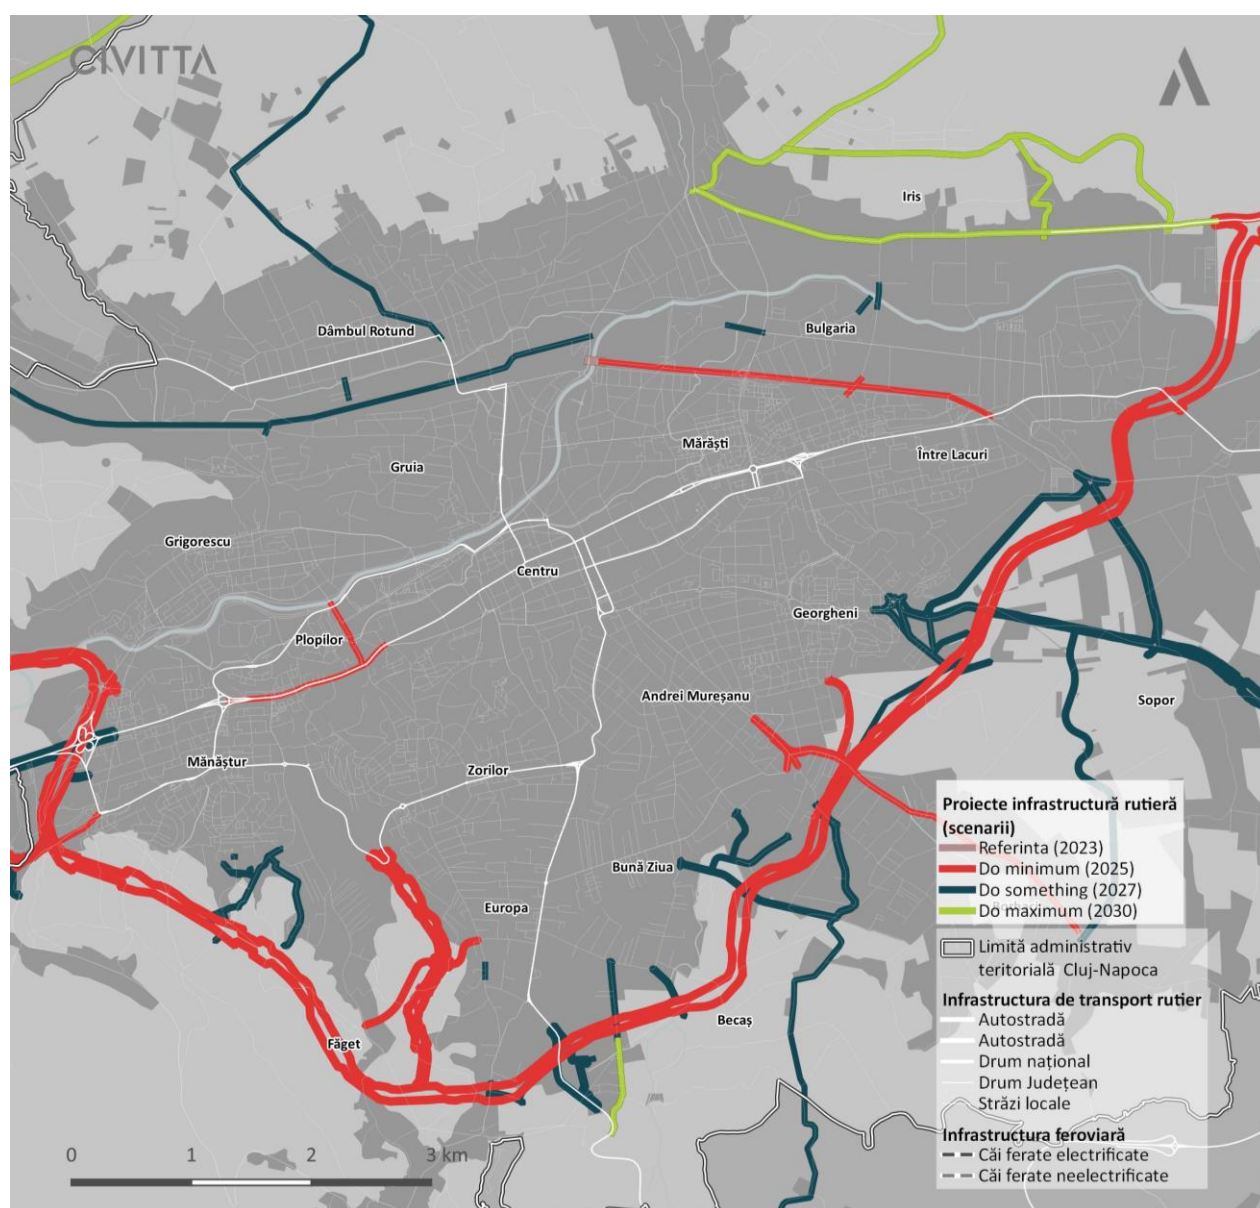 CIVITTA
Iris
Dâmbul Rotund
Bulgaria
Mărăști
Gruia
Între Lacuri
Grigorescu
Centru
Georgheni
Plopilor
Andrei Mureșanu
Sopor
Mănăștur
Zorilor
Bună Ziua
Europa
Becaș
Făget
Proiecte infrastructură rutieră
(scenarii)
Referinta (2023)
Do minimum (2025)
Do something (2027)
Do maximum (2030)
Limită administrativ
teritorială Cluj-Napoca
Infrastructura de transport rutier
Autostradă
Autostradă
Drum național
Drum Județean
Străzi locale
Infrastructura feroviară
Căi ferate electrificate
Căi ferate neelectrificate
0 1 2 3 km